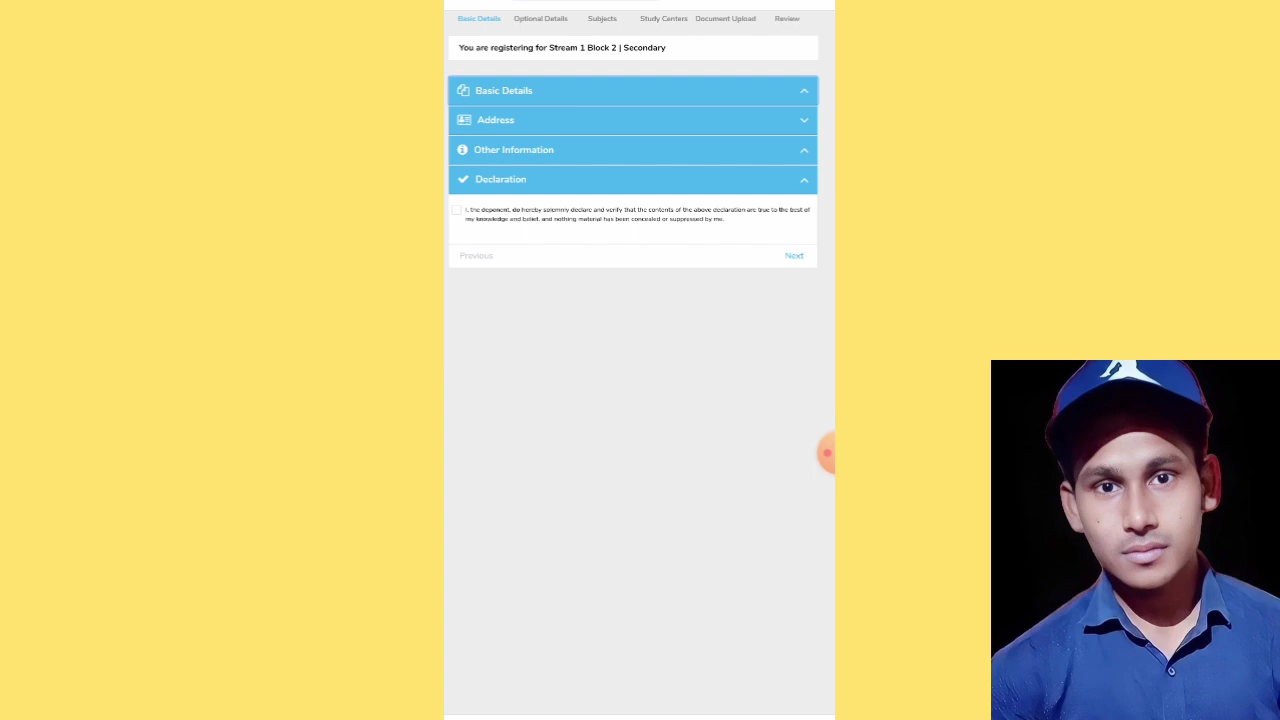 Basic Details Optional Details Subjects Study Centers Document Upload Review
You are registering for Stream 1 Block 2 | Secondary
Basic Details
Address
Other Information
Declaration
I, the deponent, do hereby solemnly declare and verify that the contents of the above declaration are true to the best of
my knowledge and belief, and nothing material has been concealed or suppressed by me.
Previous Next